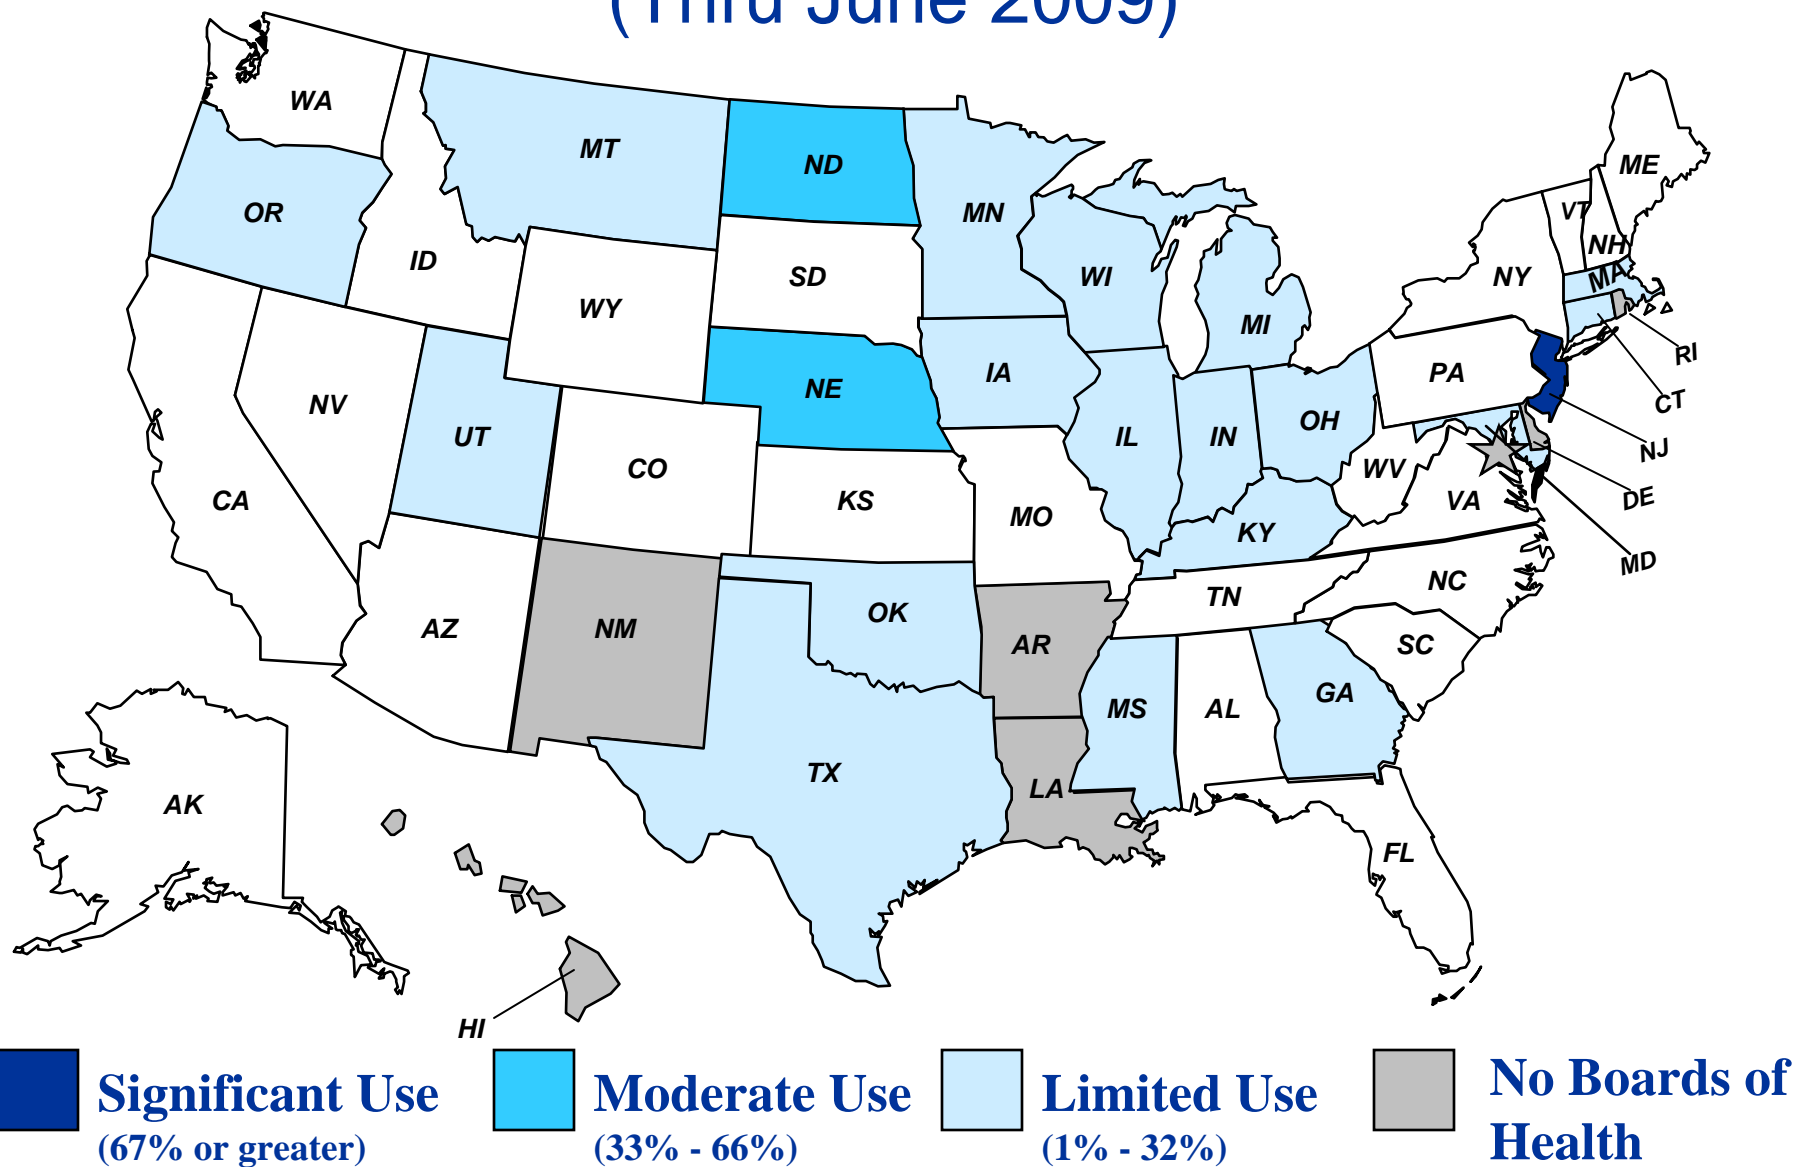 (Thru June 2009)
WA
MT
ND
MN
ME
VT
NH
OR
ID
SD
WI
NY
MA
WY
MI
RI
IA
PA
CT
NE
NV
UT
IL
IN
OH
NJ
CO
WV
DE
CA
KS
MO
KY
VA
MD
NC
TN
OK
AZ
NM
AR
SC
GA
MS
AL
TX
LA
AK
FL
HI
Significant Use
(67% or greater)
Moderate Use
(33% - 66%)
Limited Use
(1% - 32%)
No Boards of
Health